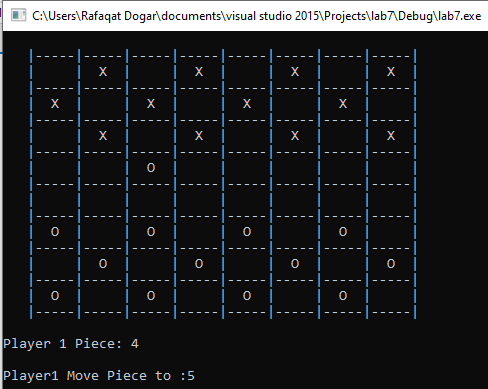 C:\Users\Rafaqat Dogar\documents\visual studio 2015\Projects\lab7\Debug\lab7.exe
|-----|-----|-----|-----|-----|-----|-----|-----|
|     |  X  |     |  X  |     |  X  |     |  X  |
|-----|-----|-----|-----|-----|-----|-----|-----|
|  X  |     |  X  |     |  X  |     |  X  |     |
|-----|-----|-----|-----|-----|-----|-----|-----|
|     |  X  |     |  X  |     |  X  |     |  X  |
|-----|-----|-----|-----|-----|-----|-----|-----|
|     |     |  O  |     |     |     |     |     |
|-----|-----|-----|-----|-----|-----|-----|-----|
|     |     |     |     |     |     |     |     |
|-----|-----|-----|-----|-----|-----|-----|-----|
|  O  |     |  O  |     |  O  |     |  O  |     |
|-----|-----|-----|-----|-----|-----|-----|-----|
|     |  O  |     |  O  |     |  O  |     |  O  |
|-----|-----|-----|-----|-----|-----|-----|-----|
|  O  |     |  O  |     |  O  |     |  O  |     |
|-----|-----|-----|-----|-----|-----|-----|-----|
Player 1 Piece: 4
Player1 Move Piece to :5